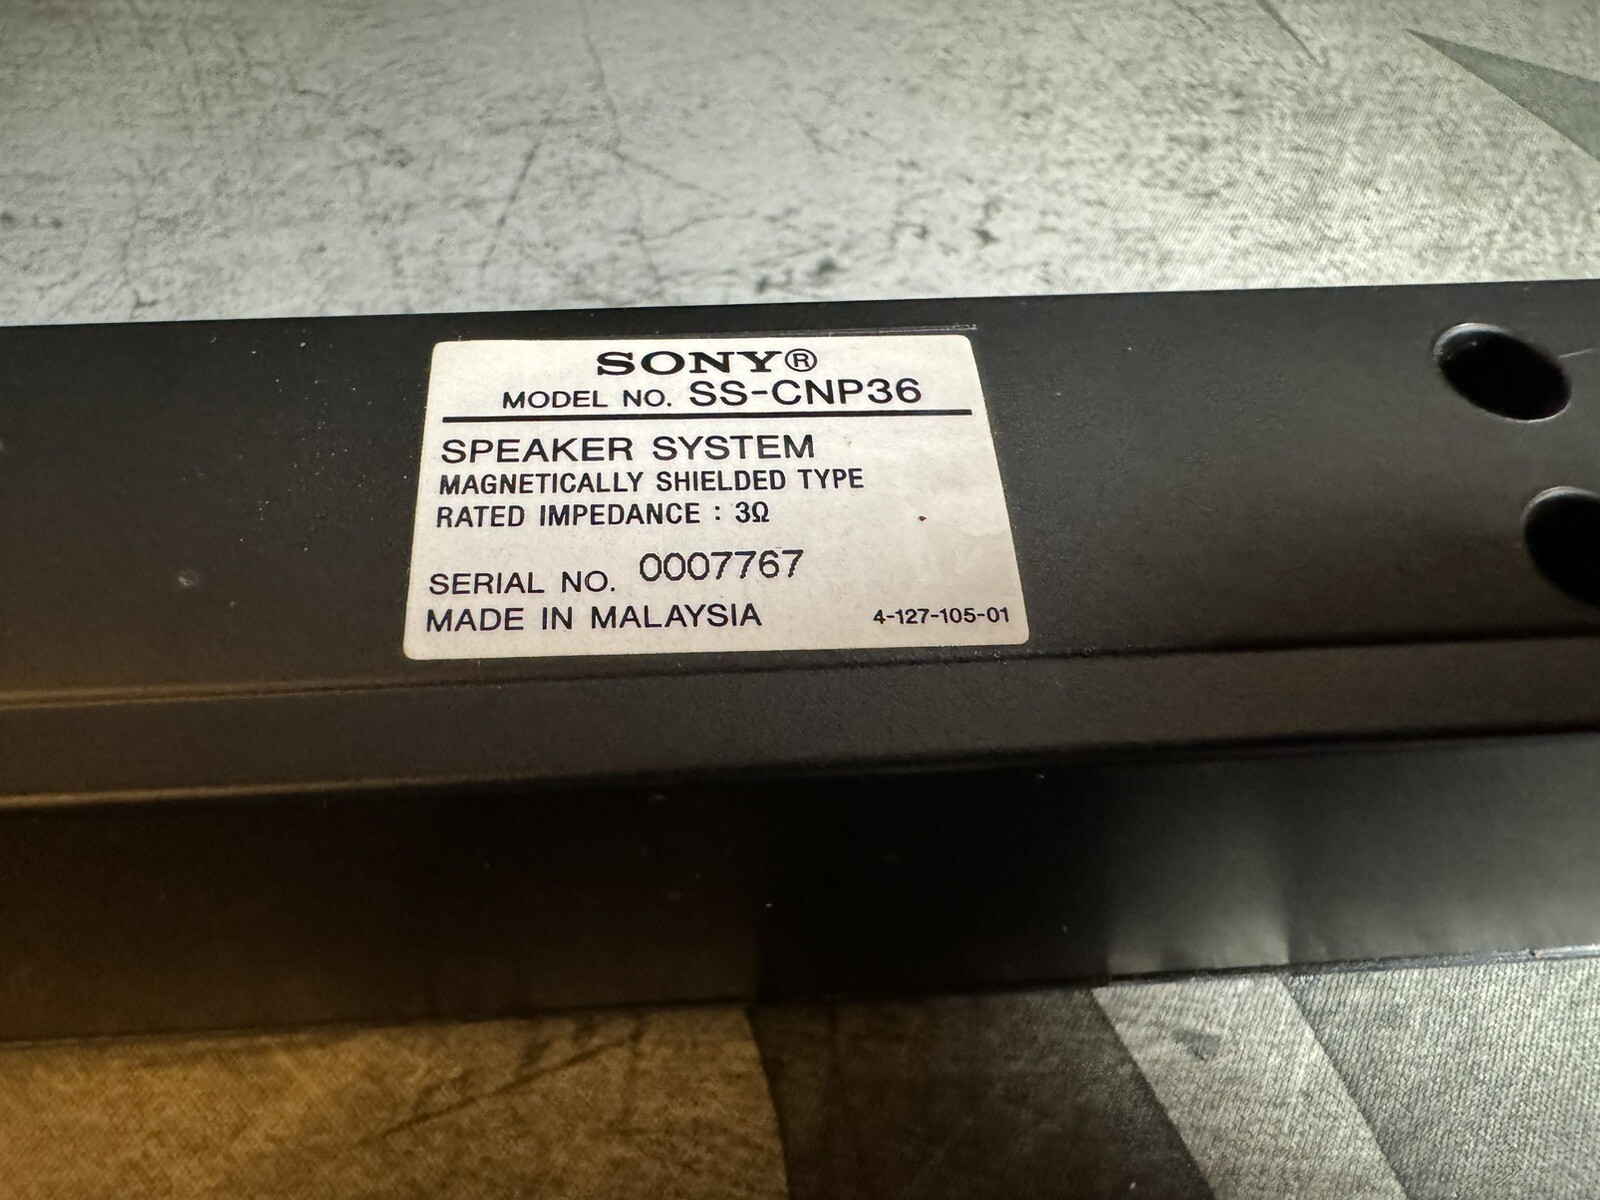 SONY®
MODEL NO. SS-CNP36
SPEAKER SYSTEM
MAGNETICALLY SHIELDED TYPE
RATED IMPEDANCE : 3Ω
SERIAL NO. 0007767
MADE IN MALAYSIA 4-127-105-01